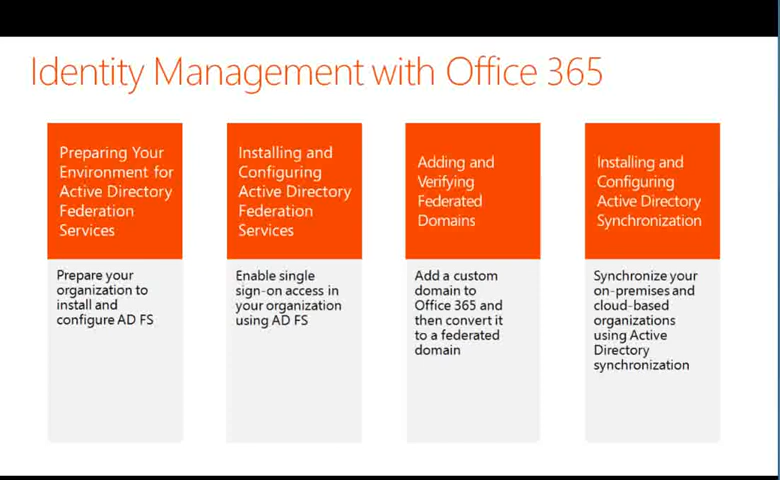 Identity Management with Office 365
Preparing Your
Environment for
Active Directory
Federation
Services
Prepare your
organization to
install and
configure AD FS
Installing and
Configuring
Active Directory
Federation
Services
Enable single
sign-on access in
your organization
using AD FS
Adding and
Verifying
Federated
Domains
Add a custom
domain to
Office 365 and
then convert it
to a federated
domain
Installing and
Configuring
Active Directory
Synchronization
Synchronize your
on-premises and
cloud-based
organizations
using Active
Directory
synchronization